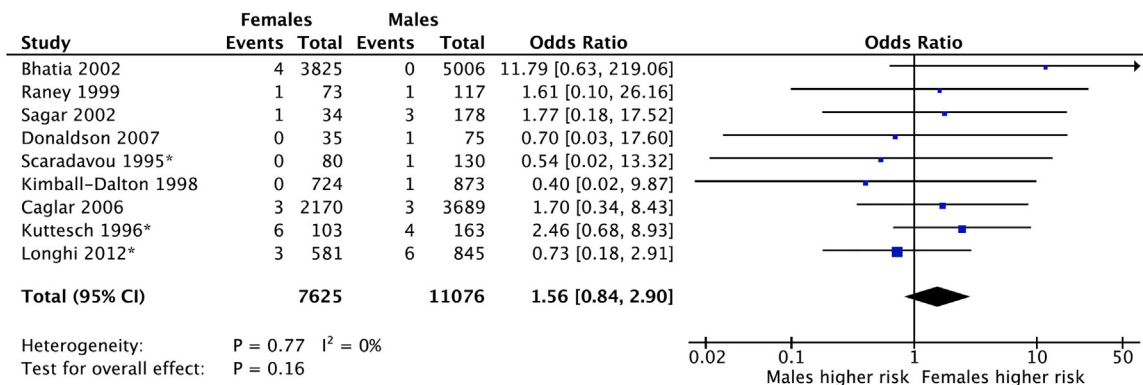 Females Males
Study Events Total Events Total Odds Ratio Odds Ratio
Bhatia 2002 4 3825 0 5006 11.79 [0.63, 219.06]
Raney 1999 1 73 1 117 1.61 [0.10, 26.16]
Sagar 2002 1 34 3 178 1.77 [0.18, 17.52]
Donaldson 2007 0 35 1 75 0.70 [0.03, 17.60]
Scaradavou 1995* 0 80 1 130 0.54 [0.02, 13.32]
Kimball-Dalton 1998 0 724 1 873 0.40 [0.02, 9.87]
Caglar 2006 3 2170 3 3689 1.70 [0.34, 8.43]
Kuttesch 1996* 6 103 4 163 2.46 [0.68, 8.93]
Longhi 2012* 3 581 6 845 0.73 [0.18, 2.91]
Total (95% CI) 7625 11076 1.56 [0.84, 2.90]
Heterogeneity: P = 0.77 I² = 0%
Test for overall effect: P = 0.16
0.02 0.1 1 10 50
Males higher risk Females higher risk